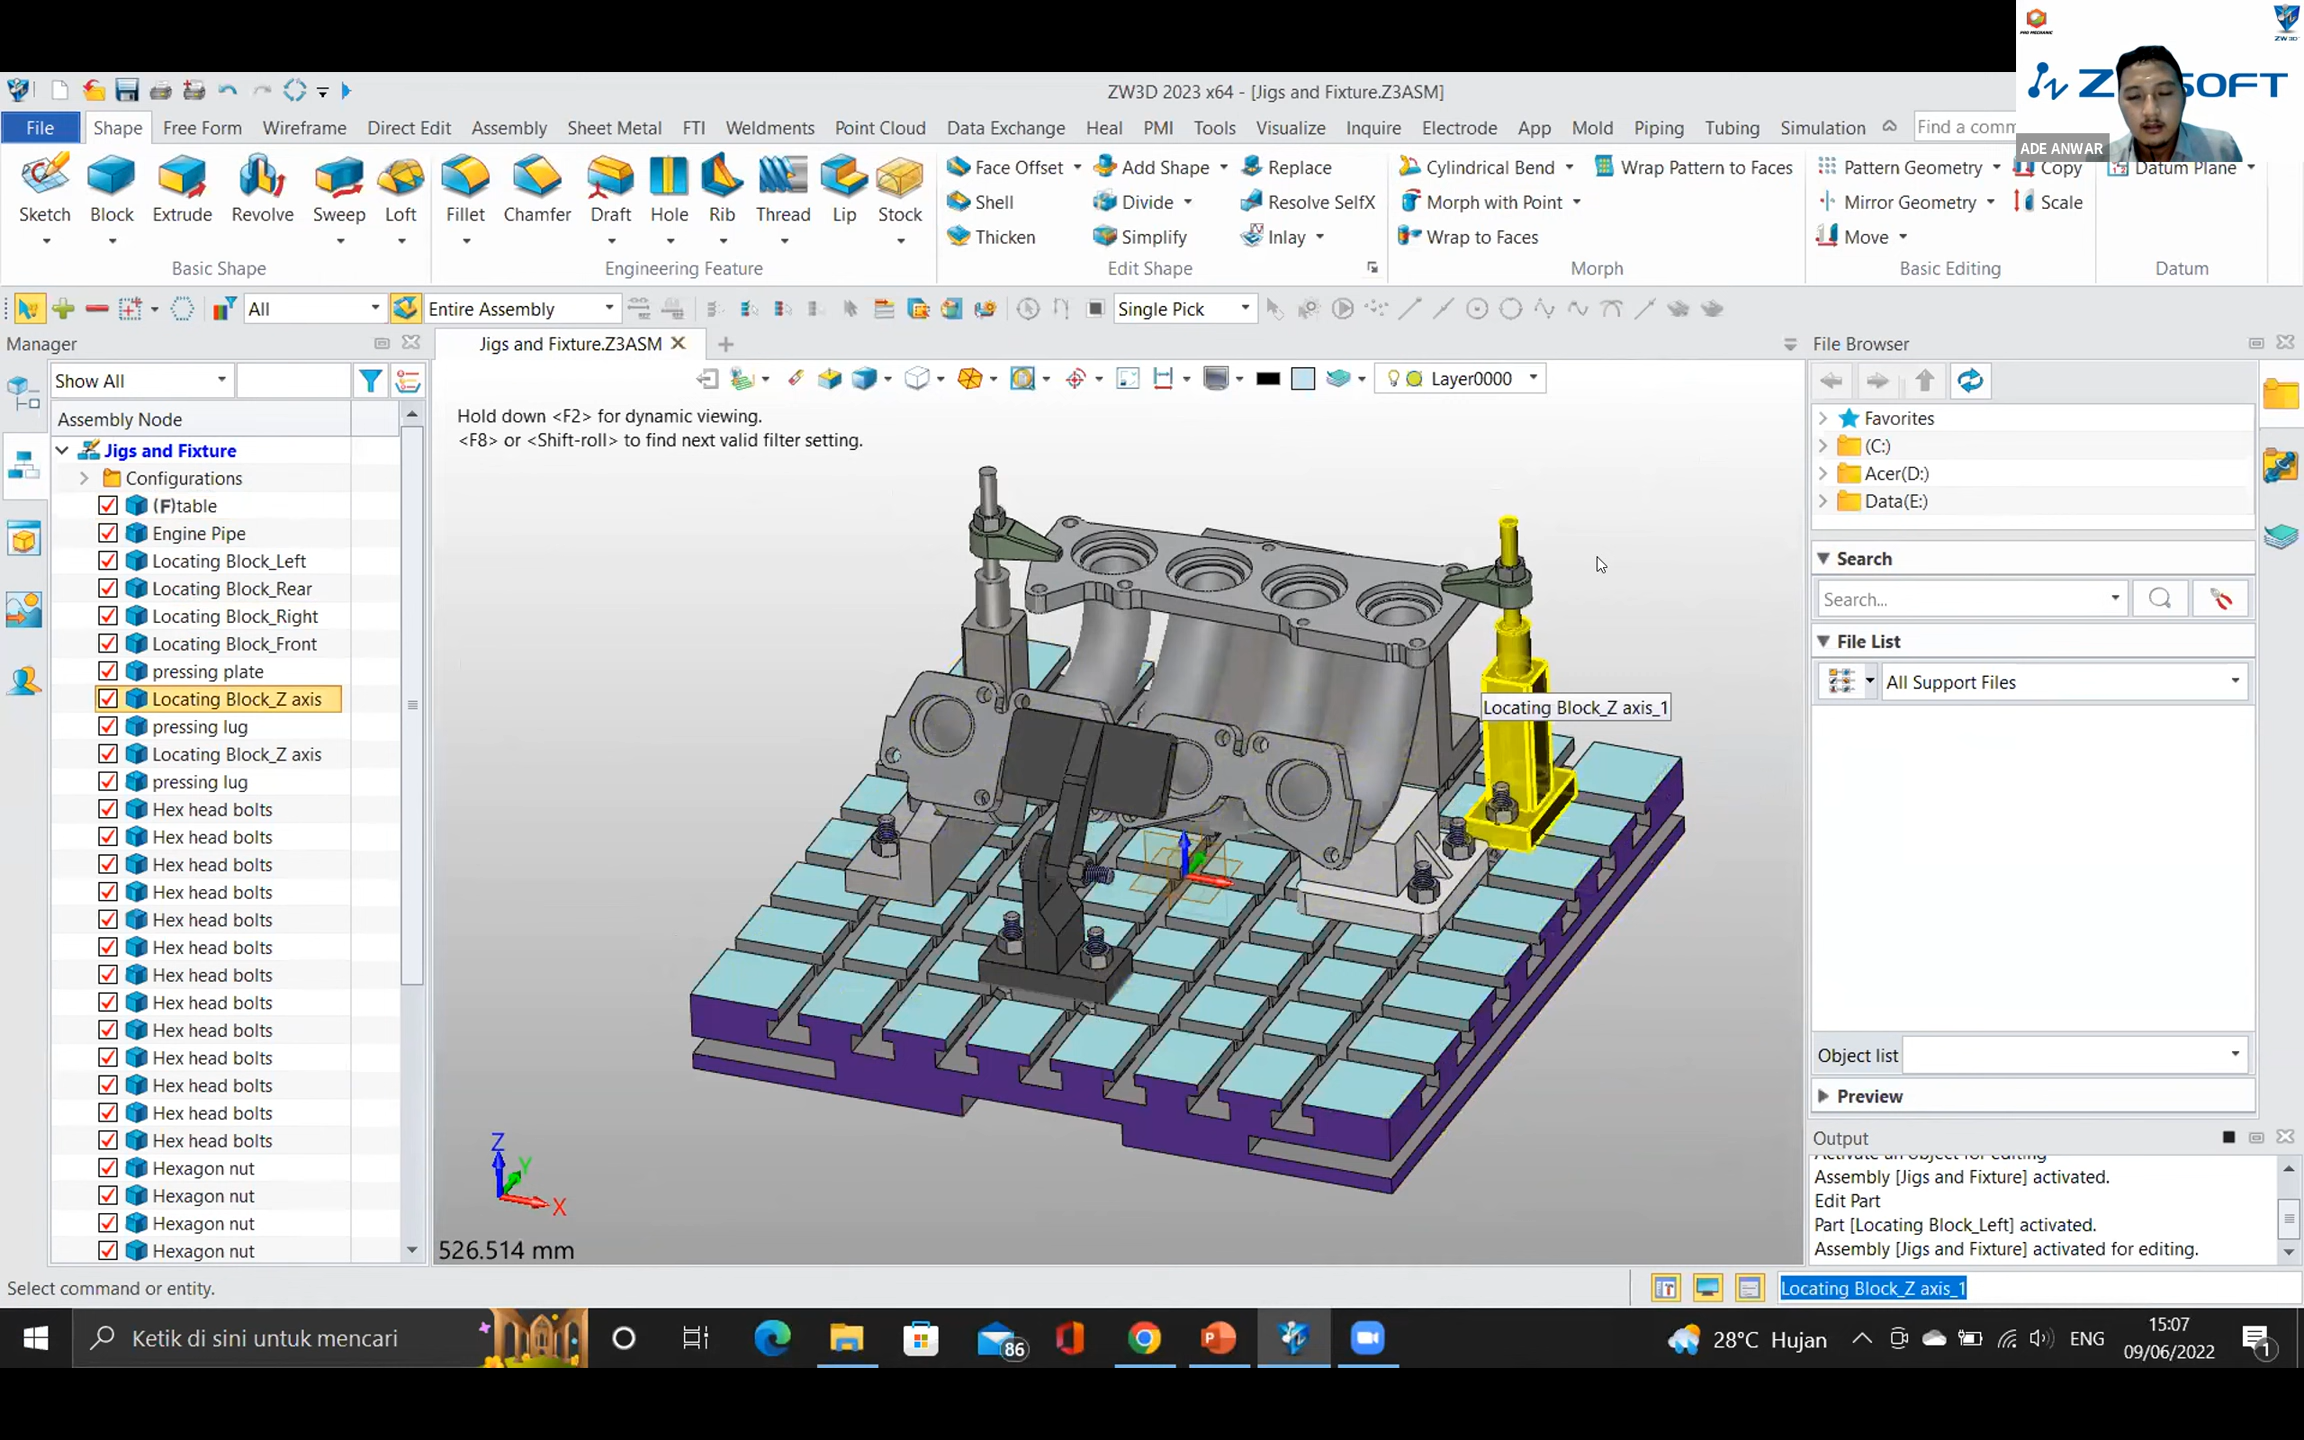 ZW3D 2023 x64 - [Jigs and Fixture.Z3ASM]
ADE ANWAR
File Shape Free Form Wireframe Direct Edit Assembly Sheet Metal FTI Weldments Point Cloud Data Exchange Heal PMI Tools Visualize Inquire Electrode App Mold Piping Tubing Simulation Find a comm
Sketch Block Extrude Revolve Sweep Loft Fillet Chamfer Draft Hole Rib Thread Lip Stock
Face Offset Add Shape Replace Cylindrical Bend Wrap Pattern to Faces Pattern Geometry Copy Datum Plane
Shell Divide Resolve SelfX Morph with Point Mirror Geometry Scale
Thicken Simplify Inlay Wrap to Faces Move
Basic Shape Engineering Feature Edit Shape Morph Basic Editing Datum
All Entire Assembly Single Pick
Manager
Jigs and Fixture.Z3ASM
File Browser
Show All
Layer0000
Assembly Node
Jigs and Fixture
Configurations
(F)table
Engine Pipe
Locating Block_Left
Locating Block_Rear
Locating Block_Right
Locating Block_Front
pressing plate
Locating Block_Z axis
pressing lug
Locating Block_Z axis
pressing lug
Hex head bolts
Hex head bolts
Hex head bolts
Hex head bolts
Hex head bolts
Hex head bolts
Hex head bolts
Hex head bolts
Hex head bolts
Hex head bolts
Hex head bolts
Hex head bolts
Hex head bolts
Hexagon nut
Hexagon nut
Hexagon nut
Hexagon nut
Hold down <F2> for dynamic viewing.
<F8> or <Shift-roll> to find next valid filter setting.
Locating Block_Z axis_1
Z
Y
X
526.514 mm
Favorites
(C:)
Acer(D:)
Data(E:)
Search
Search...
File List
All Support Files
Object list
Preview
Output
Activate an object for editing
Assembly [Jigs and Fixture] activated.
Edit Part
Part [Locating Block_Left] activated.
Assembly [Jigs and Fixture] activated for editing.
Select command or entity.
Locating Block_Z axis_1
Ketik di sini untuk mencari
86
28°C Hujan
ENG
15:07
09/06/2022
1